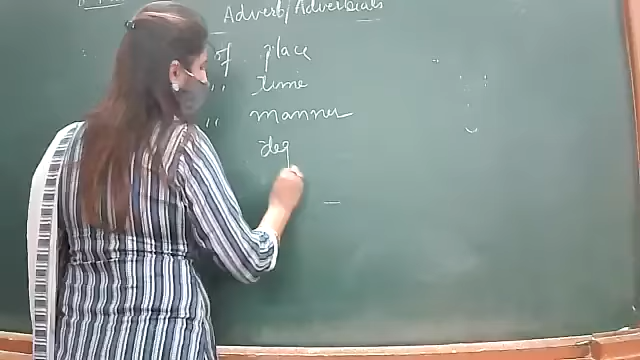 Adverb/Adverbials
of place
" time
" manner
deg